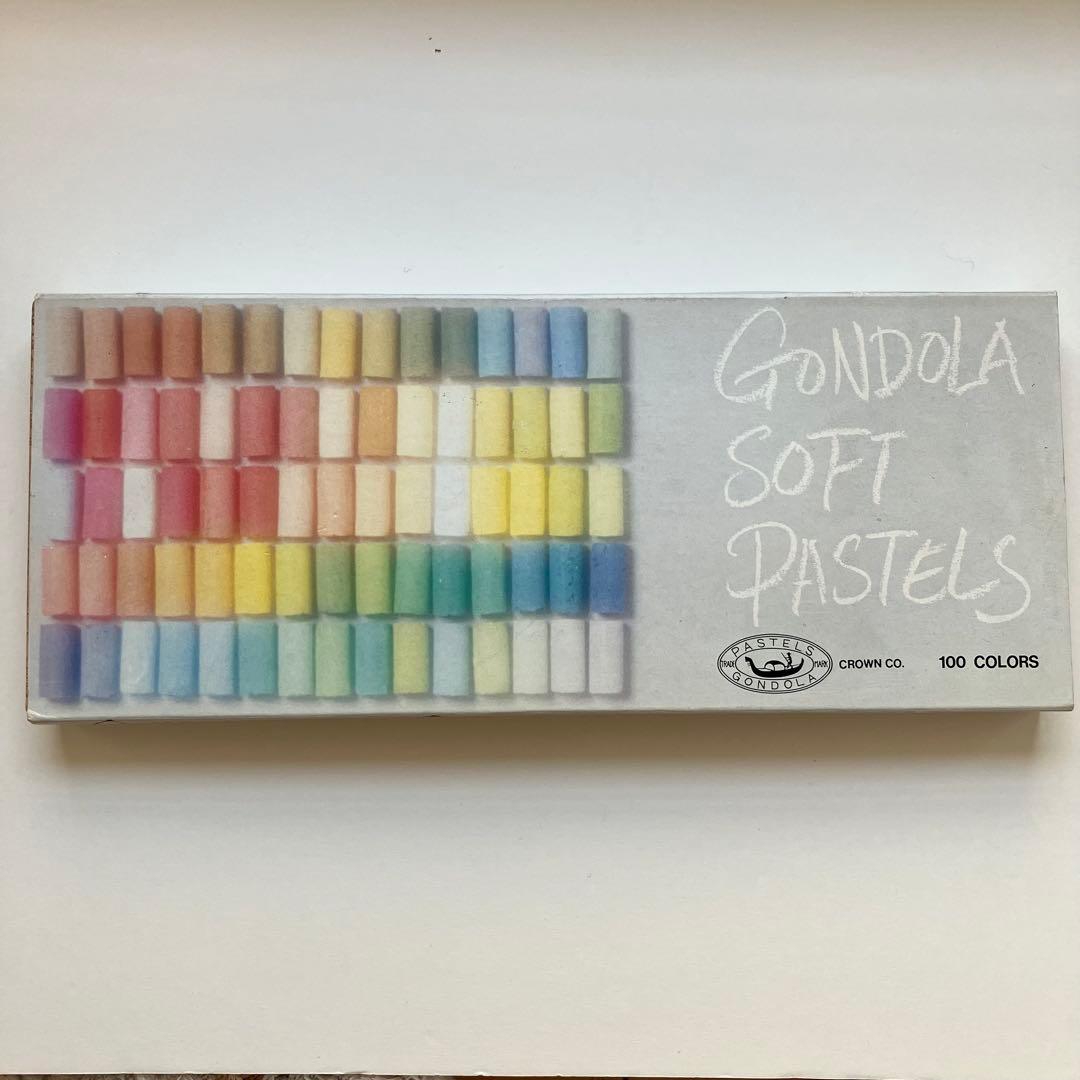 GONDOLA
SOFT
PASTELS
PASTELS
TRADE MARK
GONDOLA
CROWN CO.
100 COLORS